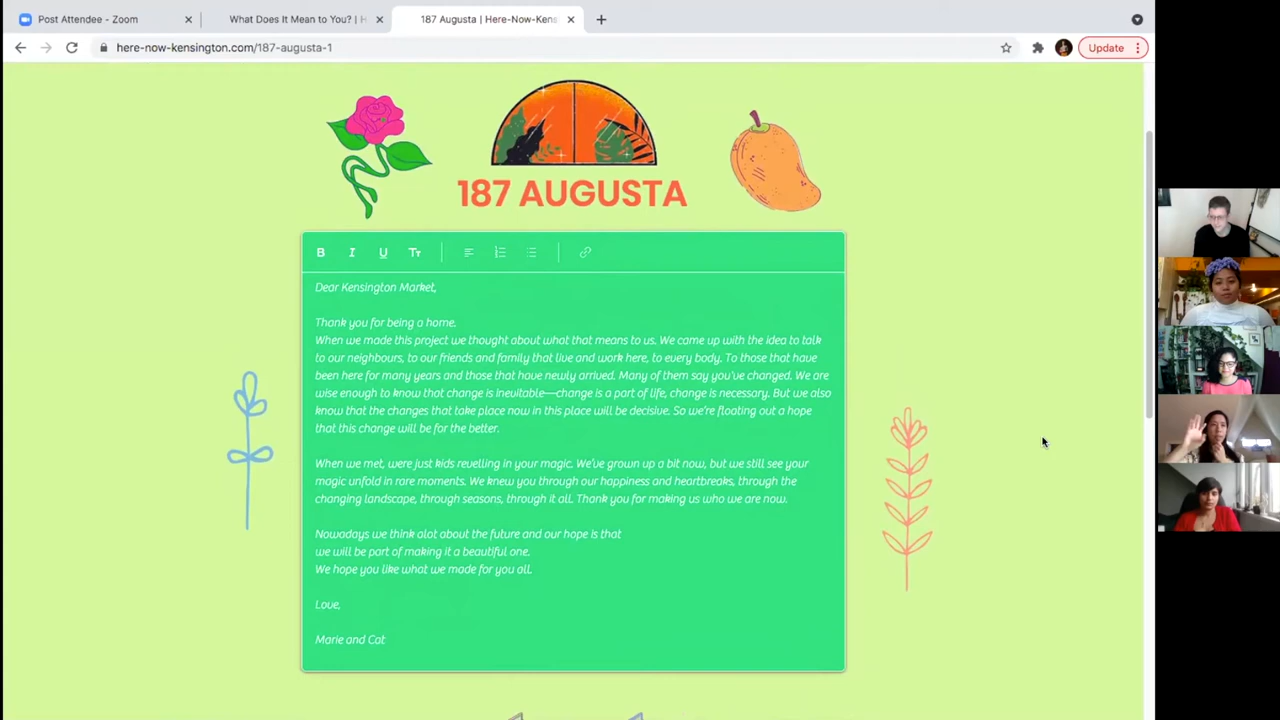 Post Attendee - Zoom
What Does It Mean to You? | H
187 Augusta | Here-Now-Kens
here-now-kensington.com/187-augusta-1
Update
187 AUGUSTA
B I U Tт
Dear Kensington Market,
Thank you for being a home.
When we made this project we thought about what that means to us. We came up with the idea to talk
to our neighbours, to our friends and family that live and work here, to every body. To those that have
been here for many years and those that have newly arrived. Many of them say you've changed. We are
wise enough to know that change is inevitable—change is a part of life, change is necessary. But we also
know that the changes that take place now in this place will be decisive. So we're floating out a hope
that this change will be for the better.
When we met, were just kids revelling in your magic. We've grown up a bit now, but we still see your
magic unfold in rare moments. We knew you through our happiness and heartbreaks, through the
changing landscape, through seasons, through it all. Thank you for making us who we are now.
Nowadays we think alot about the future and our hope is that
we will be part of making it a beautiful one.
We hope you like what we made for you all.
Love,
Marie and Cat